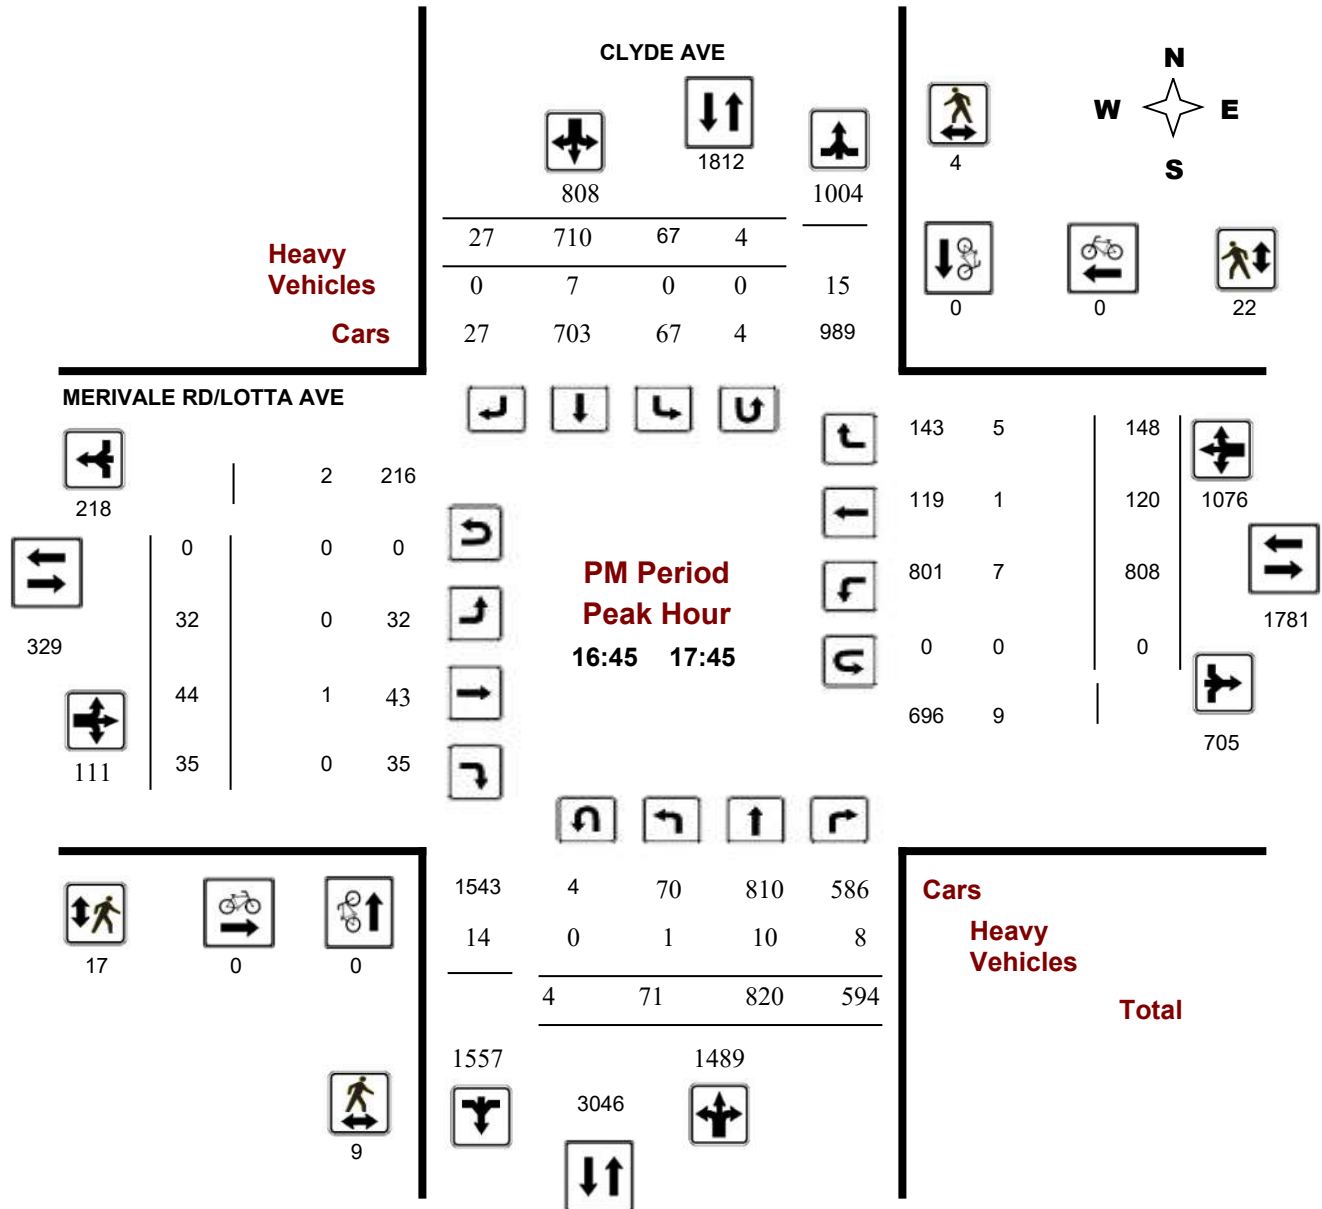 CLYDE AVE
N
W E
S
1812
4
808
1004
27 710 67 4
Heavy
Vehicles
0 7 0 0 15
0 0 22
Cars
27 703 67 4 989
MERIVALE RD/LOTTA AVE
143 5 148
2 216
218
119 1 120 1076
0 0 0
PM Period
801 7 808
Peak Hour
32 0 32
1781
329
16:45 17:45
0 0 0
44 1 43
696 9
705
111
35 0 35
1543 4 70 810 586
Cars
14 0 1 10 8
Heavy
Vehicles
17 0 0
4 71 820 594
Total
1557 1489
3046
9